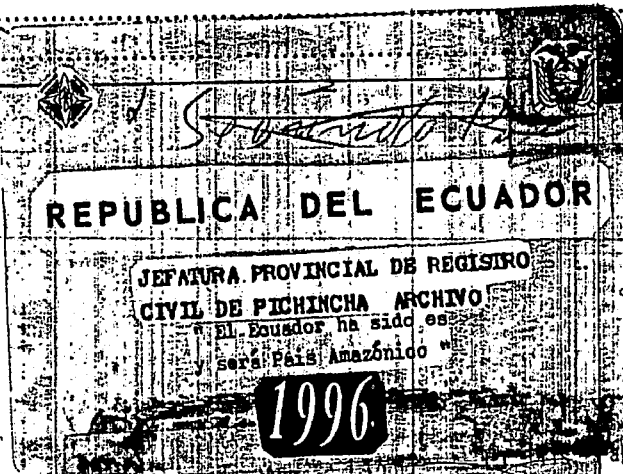 REPUBLICA DEL ECUADOR
JEFATURA PROVINCIAL DE REGISTRO
CIVIL DE PICHINCHA ARCHIVO
" El Ecuador ha sido es
y será País Amazónico "
1996